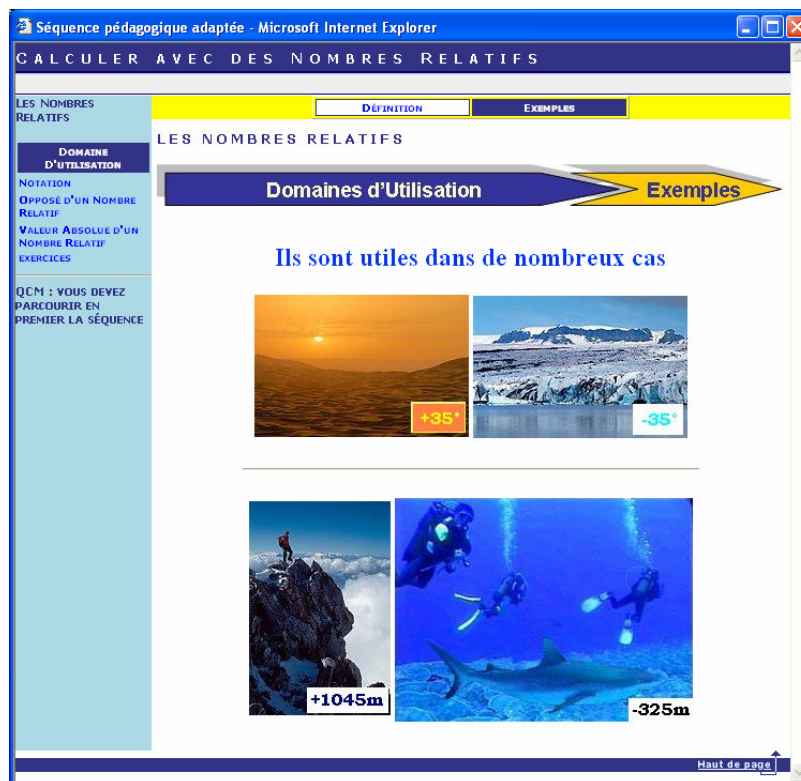 Séquence pédagogique adaptée - Microsoft Internet Explorer
CALCULER AVEC DES NOMBRES RELATIFS
LES NOMBRES
RELATIFS
DOMAINE
D'UTILISATION
NOTATION
OPPOSÉ D'UN NOMBRE
RELATIF
VALEUR ABSOLUE D'UN
NOMBRE RELATIF
EXERCICES
QCM : VOUS DEVEZ
PARCOURIR EN
PREMIER LA SÉQUENCE
DÉFINITION
EXEMPLES
LES NOMBRES RELATIFS
Domaines d'Utilisation
Exemples
Ils sont utiles dans de nombreux cas
+35°
-35°
+1045m
-325m
Haut de page